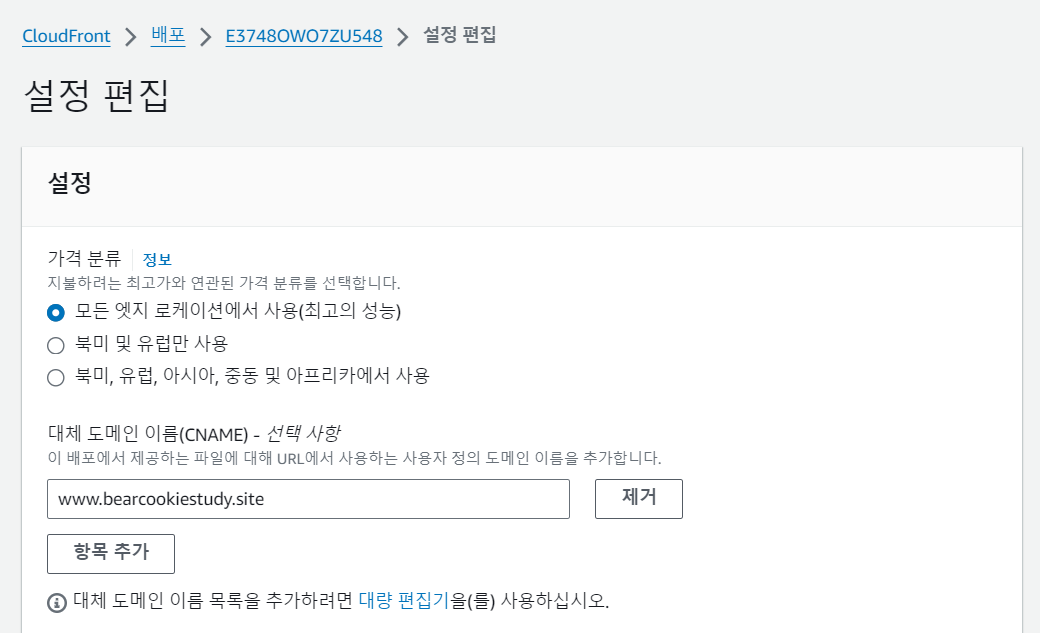 CloudFront > 배포 > E3748OWO7ZU548 > 설정 편집
설정 편집
설정
가격 분류 정보
지불하려는 최고가와 연관된 가격 분류를 선택합니다.
모든 엣지 로케이션에서 사용(최고의 성능)
북미 및 유럽만 사용
북미, 유럽, 아시아, 중동 및 아프리카에서 사용
대체 도메인 이름(CNAME) - 선택 사항
이 배포에서 제공하는 파일에 대해 URL에서 사용하는 사용자 정의 도메인 이름을 추가합니다.
www.bearcookiestudy.site 제거
항목 추가
대체 도메인 이름 목록을 추가하려면 대량 편집기을(를) 사용하십시오.